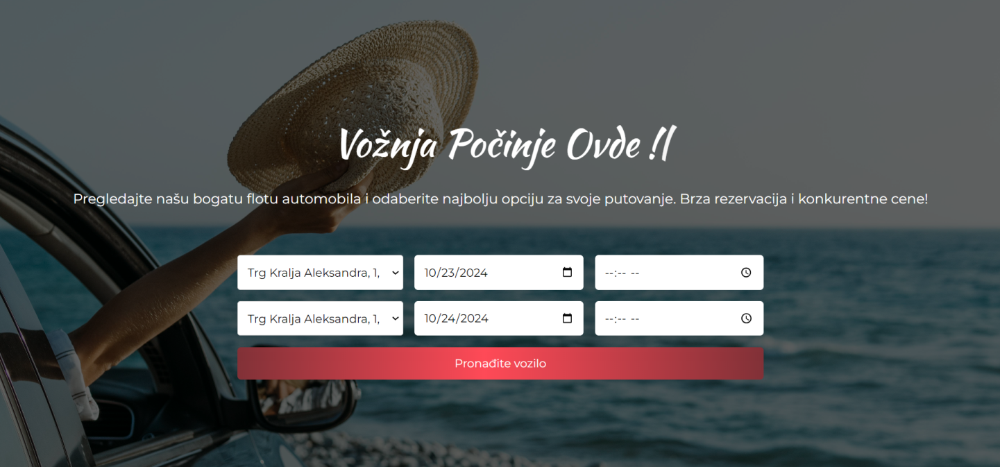 Vožnja Počinje Ovde !|
Pregledajte našu bogatu flotu automobila i odaberite najbolju opciju za svoje putovanje. Brza rezervacija i konkurentne cene!
Trg Kralja Aleksandra, 1, 10/23/2024 --:-- --
Trg Kralja Aleksandra, 1, 10/24/2024 --:-- --
Pronađite vozilo